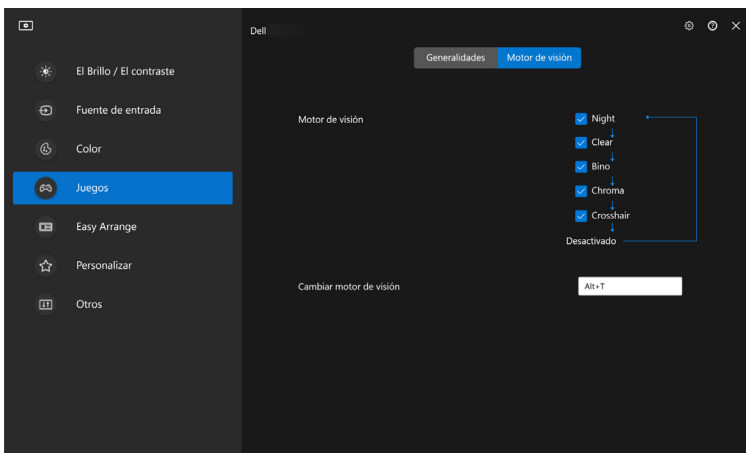 Dell
Generalidades
Motor de visión
El Brillo / El contraste
Fuente de entrada
Color
Juegos
Easy Arrange
Personalizar
Otros
Motor de visión
Night
Clear
Bino
Chroma
Crosshair
Desactivado
Cambiar motor de visión
Alt+T